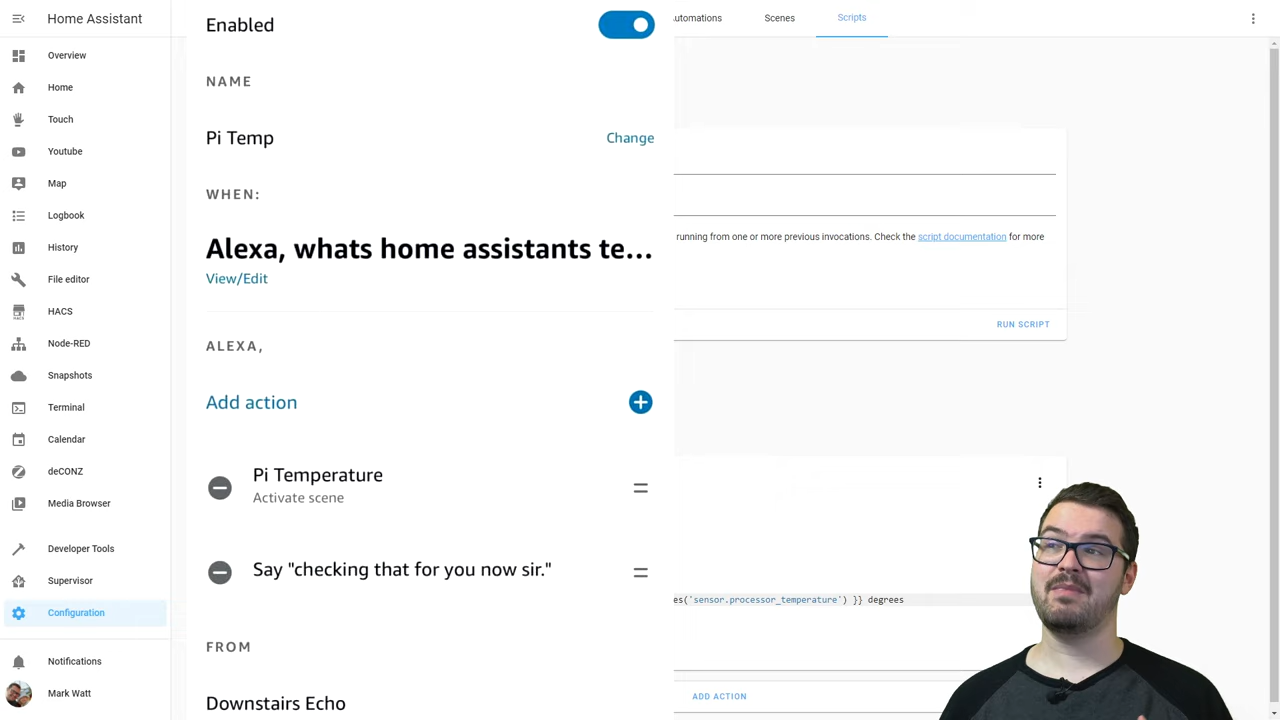 Home Assistant
Overview
Home
Touch
Youtube
Map
Logbook
History
File editor
HACS
Node-RED
Snapshots
Terminal
Calendar
deCONZ
Media Browser
Developer Tools
Supervisor
Configuration
Notifications
Mark Watt
Enabled
NAME
Pi Temp
Change
WHEN:
Alexa, whats home assistants te...
View/Edit
ALEXA,
Add action
Pi Temperature
Activate scene
Say "checking that for you now sir."
FROM
Downstairs Echo
utomations Scenes Scripts
running from one or more previous invocations. Check the script documentation for more
RUN SCRIPT
es('sensor.processor_temperature') }} degrees
ADD ACTION